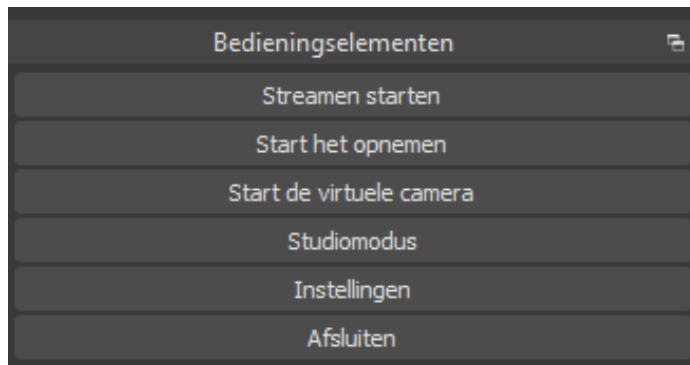 Bedieningselementen
Streamen starten
Start het opnemen
Start de virtuele camera
Studiomodus
Instellingen
Afsluiten